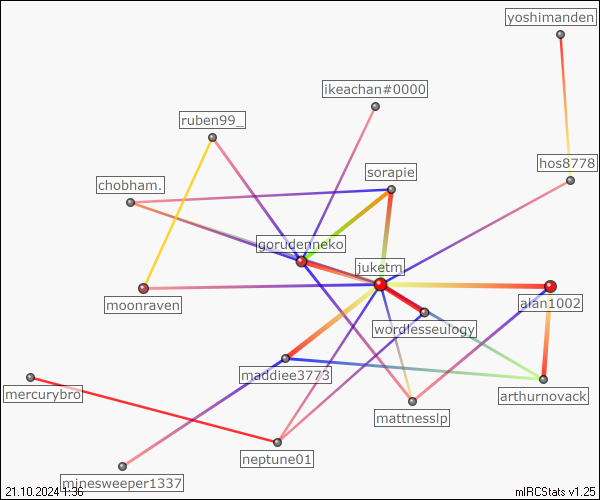 yoshimanden
ikeachan#0000
ruben99_
hos8778
sorapie
chobham.
gorudenneko
juketm
moonraven
alan1002
wordlesseulogy
maddiee3773
mercurybro
arthurnovack
mattnesslp
neptune01
minesweeper1337
21.10.2024 1:36
mIRCStats v1.25